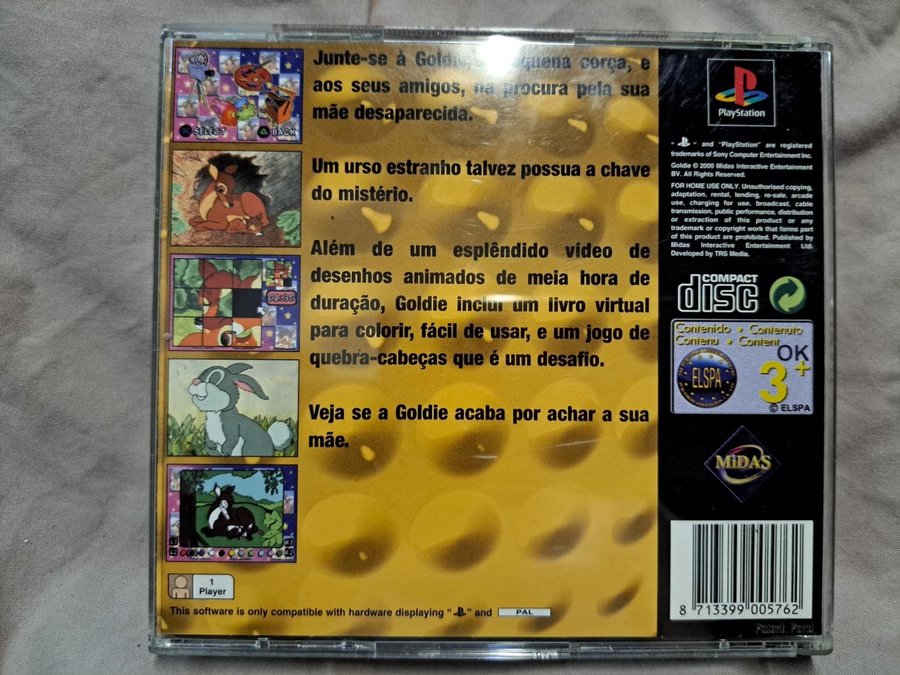 Junte-se à Goldie, quena corça, e
aos seus amigos, na procura pela sua
mãe desaparecida.
Um urso estranho talvez possua a chave
do mistério.
Além de um esplêndido vídeo de
desenhos animados de meia hora de
duração, Goldie inclui um livro virtual
para colorir, fácil de usar, e um jogo de
quebra-cabeças que é um desafio.
Veja se a Goldie acaba por achar a sua
mãe.
SELECT BACK
1
Player
This software is only compatible with hardware displaying " " and PAL
PlayStation
" " and "PlayStation" are registered
trademarks of Sony Computer Entertainment Inc.
Goldie © 2000 Midas Interactive Entertainment
BV. All Rights Reserved.
FOR HOME USE ONLY. Unauthorised copying,
adaptation, rental, lending, re-sale, arcade
use, charging for use, broadcast, cable
transmission, public performance, distribution
or extraction of this product or any
trademark or copyright work that forms part
of this product are prohibited. Published by
Midas Interactive Entertainment Ltd.
Developed by TRS Media.
COMPACT
disc
Contenido • Contenuto
Contenu • Content
OK
3+
ELSPA
© ELSPA
MiDAS
8 713399 005762